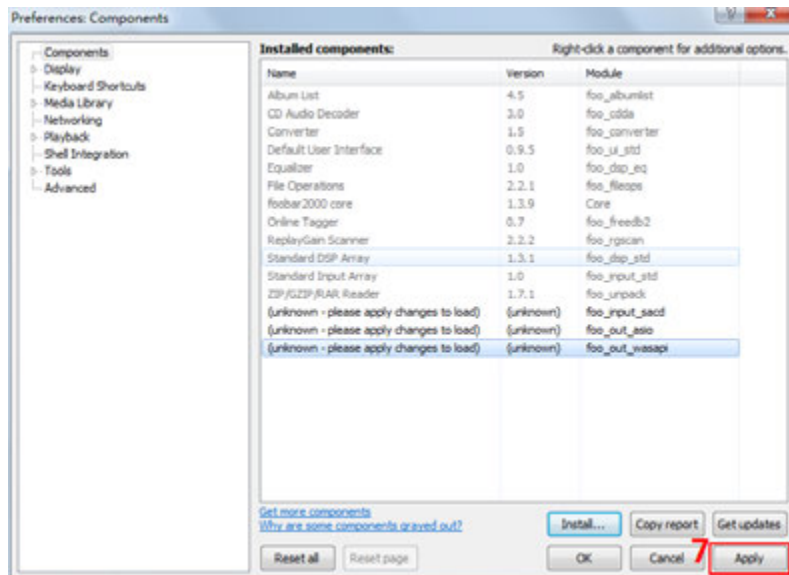 Preferences: Components
Components
Display
Keyboard Shortcuts
Media Library
Networking
Playback
Shell Integration
Tools
Advanced
Installed components: Right-click a component for additional options.
Name Version Module
Album List 4.5 foo_albumlist
CD Audio Decoder 3.0 foo_cdda
Converter 1.5 foo_converter
Default User Interface 0.9.5 foo_ui_std
Equalizer 1.0 foo_dsp_eq
File Operations 2.2.1 foo_fileops
foobar2000 core 1.3.9 Core
Online Tagger 0.7 foo_freedb2
ReplayGain Scanner 2.2.2 foo_rgscan
Standard DSP Array 1.3.1 foo_dsp_std
Standard Input Array 1.0 foo_input_std
ZIP/GZIP/RAR Reader 1.7.1 foo_unpack
(unknown - please apply changes to load) (unknown) foo_input_sacd
(unknown - please apply changes to load) (unknown) foo_out_asio
(unknown - please apply changes to load) (unknown) foo_out_wasapi
Get more components
Why are some components grayed out?
Install... Copy report Get updates
Reset all Reset page OK Cancel 7 Apply